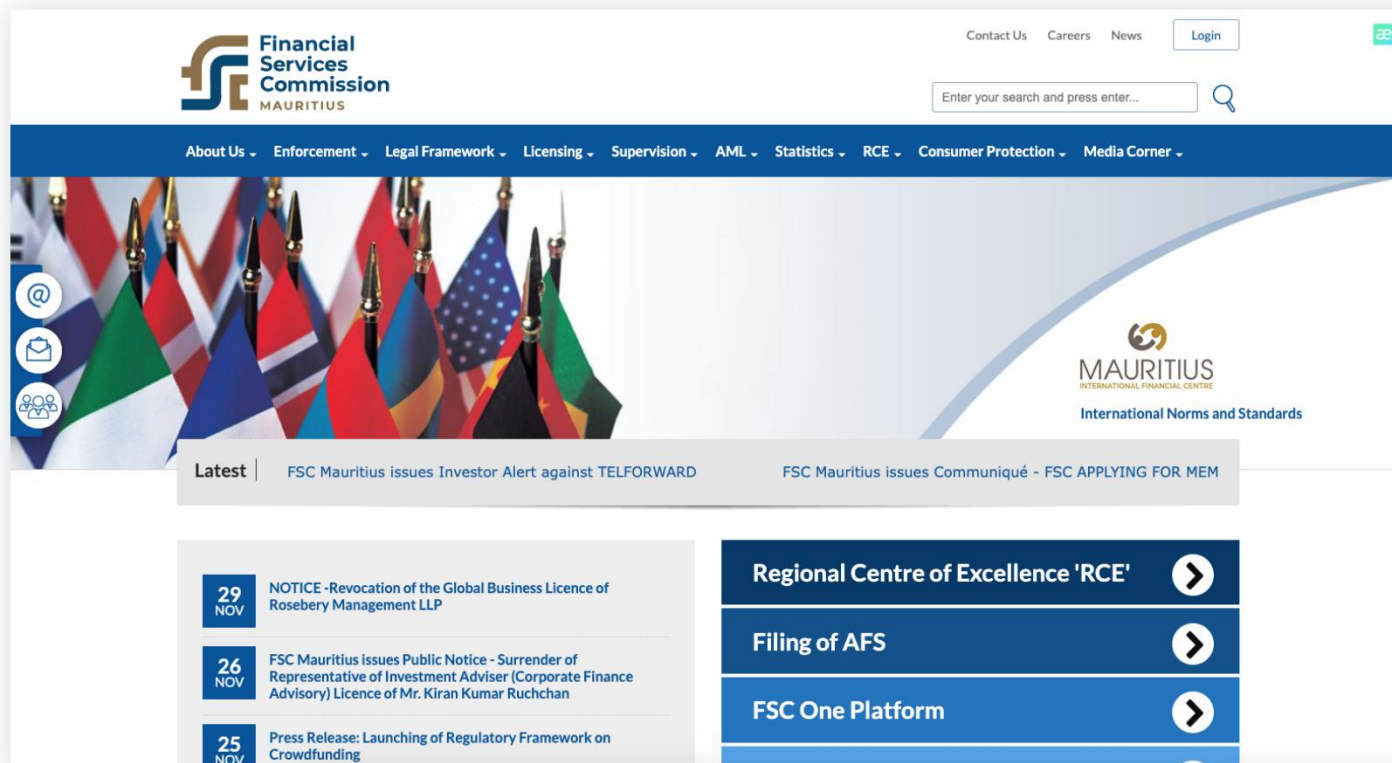 Financial
Services
Commission
MAURITIUS
Contact Us Careers News Login
Enter your search and press enter...
About Us Enforcement Legal Framework Licensing Supervision AML Statistics RCE Consumer Protection Media Corner
@
MAURITIUS
INTERNATIONAL FINANCIAL CENTRE
International Norms and Standards
Latest FSC Mauritius issues Investor Alert against TELFORWARD FSC Mauritius issues Communiqué - FSC APPLYING FOR MEM
29
NOV
NOTICE -Revocation of the Global Business Licence of
Rosebery Management LLP
26
NOV
FSC Mauritius issues Public Notice - Surrender of
Representative of Investment Adviser (Corporate Finance
Advisory) Licence of Mr. Kiran Kumar Ruchchan
25
NOV
Press Release: Launching of Regulatory Framework on
Crowdfunding
Regional Centre of Excellence 'RCE'
Filing of AFS
FSC One Platform